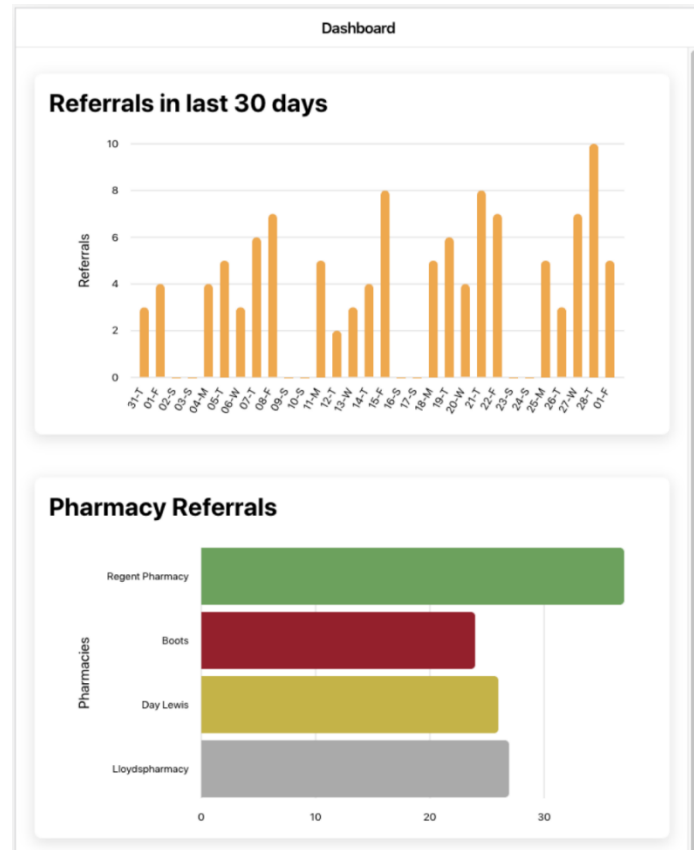 Dashboard
Referrals in last 30 days
10
8
6
4
2
0
Referrals
31-T 01-F 02-S 03-S 04-M 05-T 06-W 07-T 08-F 09-S 10-S 11-M 12-T 13-W 14-T 15-F 16-S 17-S 18-M 19-T 20-W 21-T 22-F 23-S 24-S 25-M 26-T 27-W 28-T 01-F
Pharmacy Referrals
Pharmacies
Regent Pharmacy
Boots
Day Lewis
Lloydspharmacy
0 10 20 30